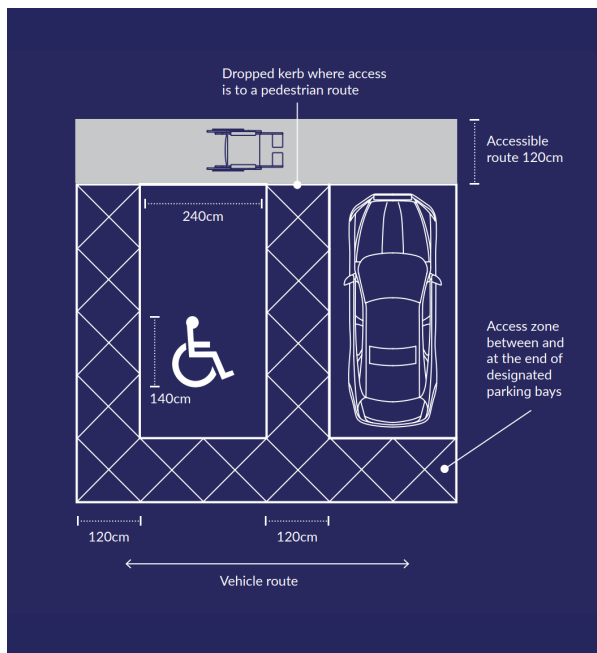 Dropped kerb where access
is to a pedestrian route
Accessible
route 120cm
240cm
140cm
Access zone
between and
at the end of
designated
parking bays
120cm
120cm
Vehicle route